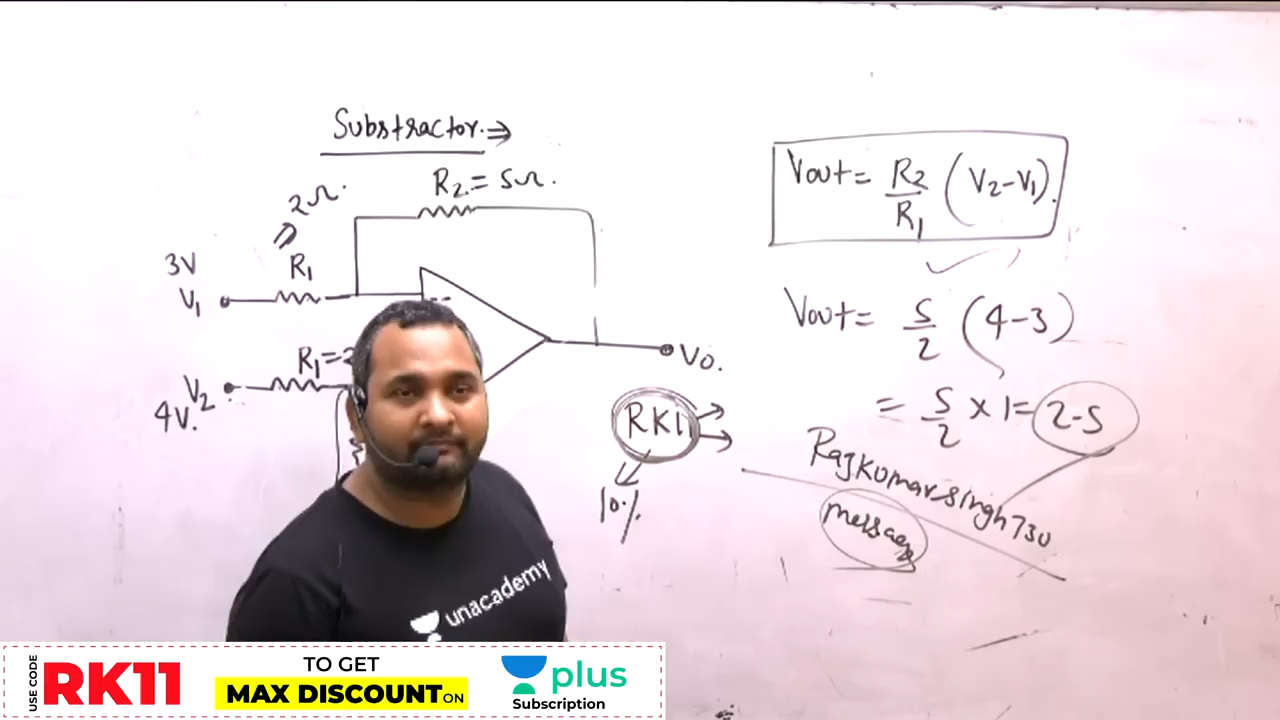 Substractor. ⇒
R2 = 5Ω.
2Ω.
3V
R1
V1
R1=2
V2
4V.
Vo.
Vout = R2/R1 (V2-V1).
Vout = 5/2 (4-3)
= 5/2 × 1 = 2.5
RK11
10%
Rajkumarsingh730
message
unacademy
USE CODE
RK11
TO GET
MAX DISCOUNT ON
plus
Subscription